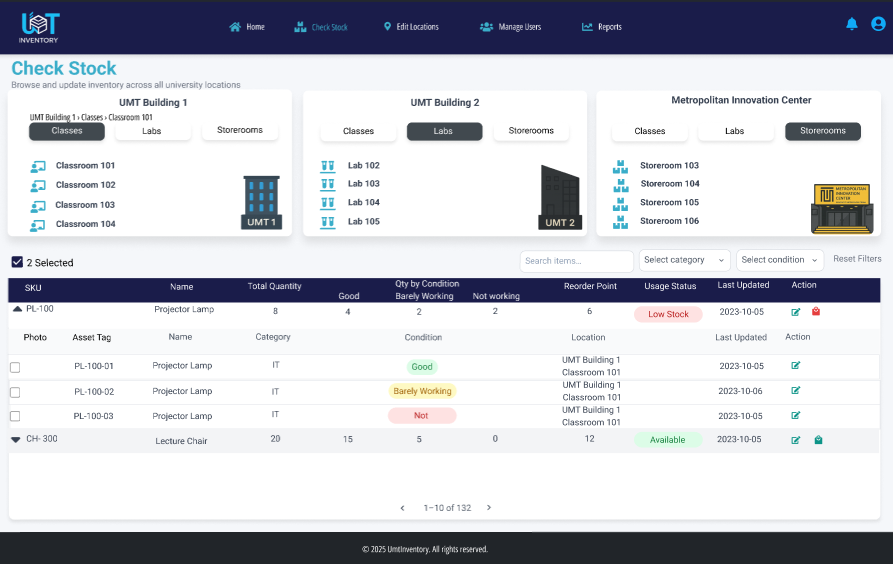 UMT
INVENTORY
Home
Check Stock
Edit Locations
Manage Users
Reports
Check Stock
Browse and update inventory across all university locations
UMT Building 1
UMT Building 1 › Classes › Classroom 101
Classes Labs Storerooms
Classroom 101
Classroom 102
Classroom 103
Classroom 104
UMT 1
UMT Building 2
Classes Labs Storerooms
Lab 102
Lab 103
Lab 104
Lab 105
UMT 2
Metropolitan Innovation Center
Classes Labs Storerooms
Storeroom 103
Storeroom 104
Storeroom 105
Storeroom 106
METROPOLITAN
INNOVATION
CENTER
2 Selected
Search items...
Select category
Select condition
Reset Filters
SKU Name Total Quantity Qty by Condition Reorder Point Usage Status Last Updated Action
Good Barely Working Not working
PL-100 Projector Lamp 8 4 2 2 6 Low Stock 2023-10-05
Photo Asset Tag Name Category Condition Location Last Updated Action
PL-100-01 Projector Lamp IT Good UMT Building 1 2023-10-05
Classroom 101
PL-100-02 Projector Lamp IT Barely Working UMT Building 1 2023-10-06
Classroom 101
PL-100-03 Projector Lamp IT Not UMT Building 1 2023-10-05
Classroom 101
CH- 300 Lecture Chair 20 15 5 0 12 Available 2023-10-05
‹ 1–10 of 132 ›
© 2025 UmtInventory. All rights reserved.